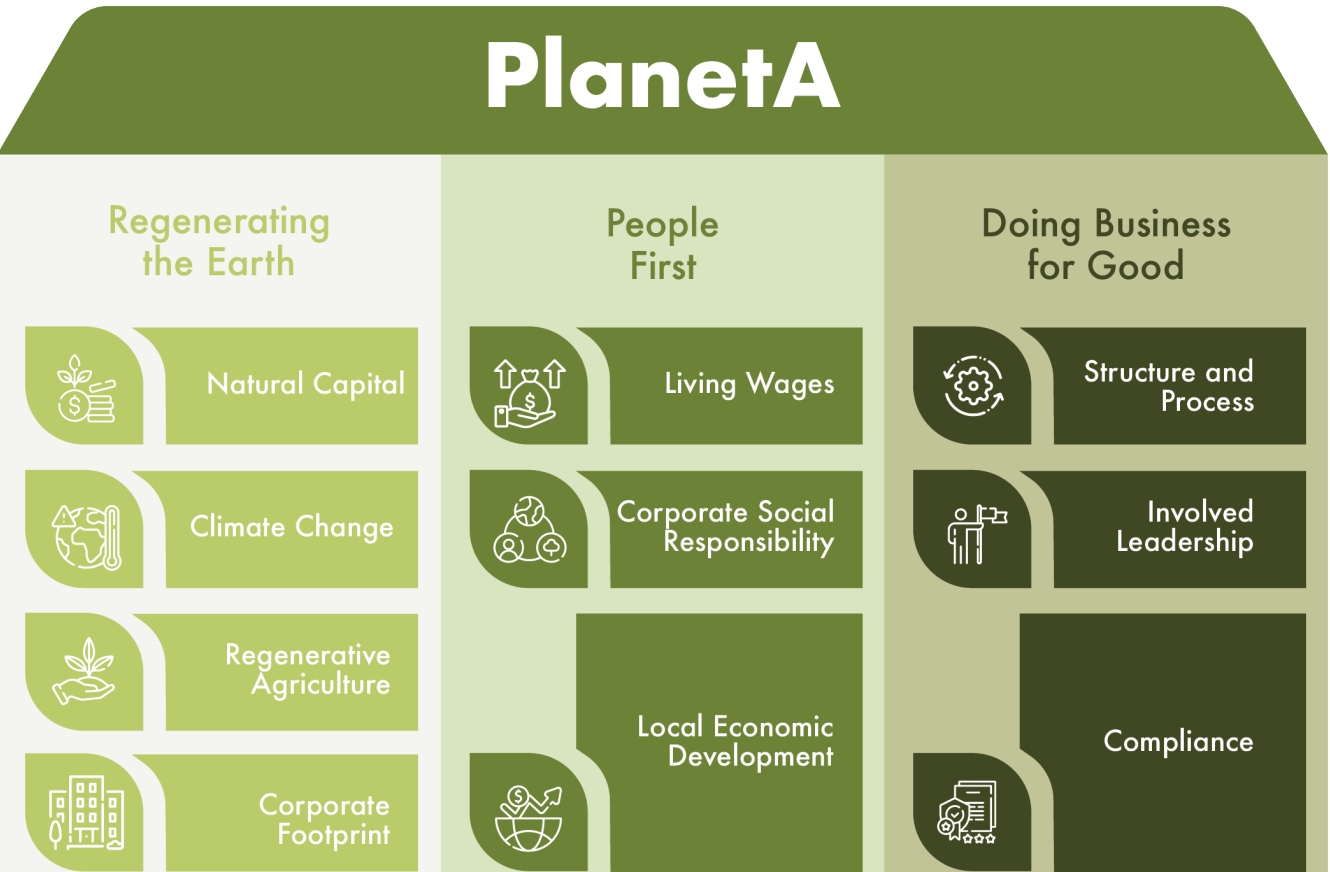 PlanetA
Regenerating
the Earth
Natural Capital
Climate Change
Regenerative
Agriculture
Corporate
Footprint
People
First
$
Living Wages
Corporate Social
Responsibility
$
Local Economic
Development
Doing Business
for Good
Structure and
Process
Involved
Leadership
Compliance